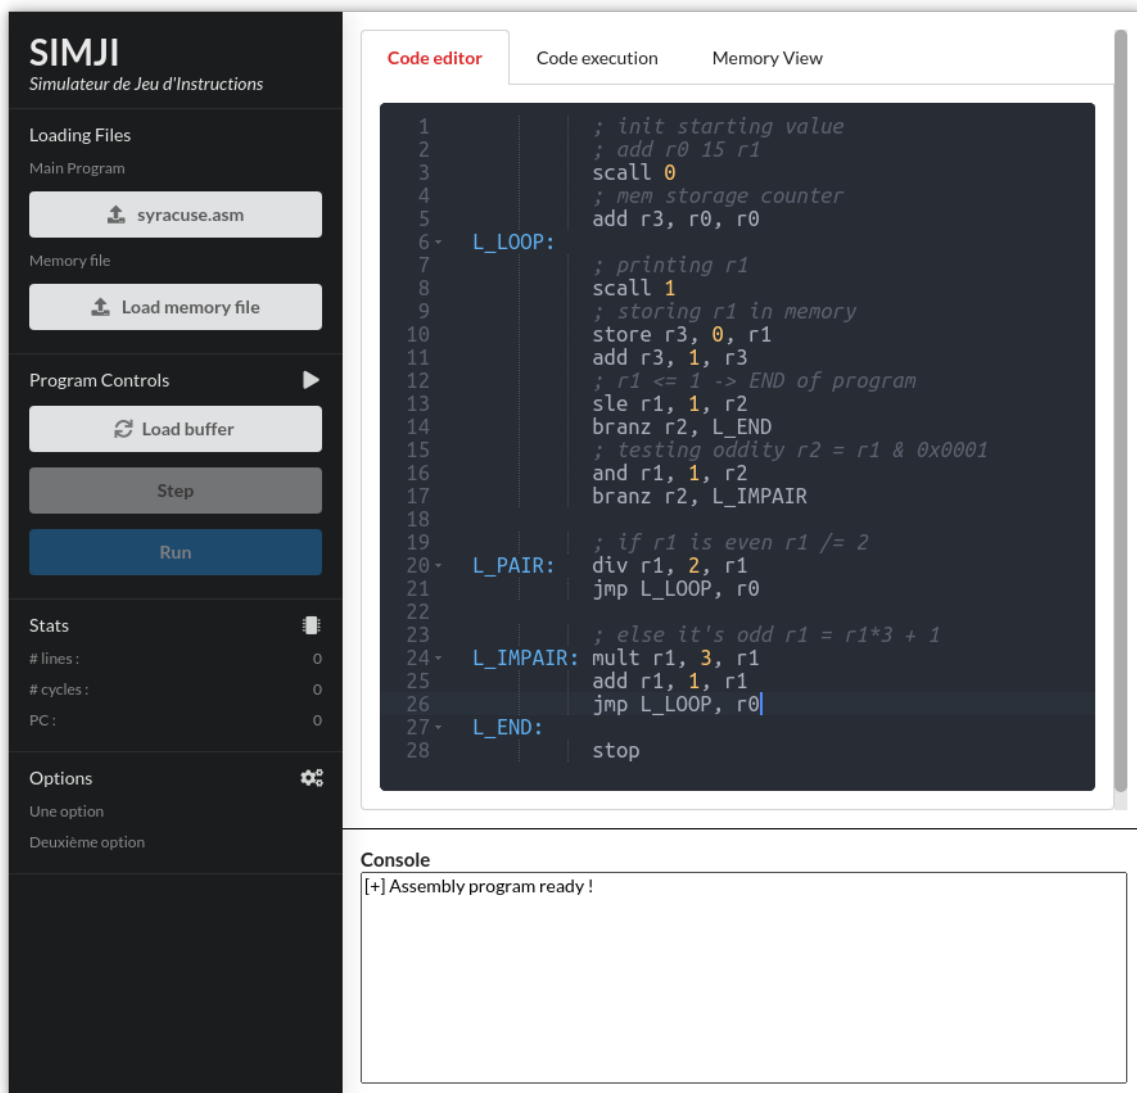 SIMJI
Simulateur de Jeu d'Instructions
Loading Files
Main Program
syracuse.asm
Memory file
Load memory file
Program Controls
Load buffer
Step
Run
Stats
# lines : 0
# cycles : 0
PC : 0
Options
Une option
Deuxième option
Code editor Code execution Memory View
1 ; init starting value
2 ; add r0 15 r1
3 scall 0
4 ; mem storage counter
5 add r3, r0, r0
6 L_LOOP:
7 ; printing r1
8 scall 1
9 ; storing r1 in memory
10 store r3, 0, r1
11 add r3, 1, r3
12 ; r1 <= 1 -> END of program
13 sle r1, 1, r2
14 branz r2, L_END
15 ; testing oddity r2 = r1 & 0x0001
16 and r1, 1, r2
17 branz r2, L_IMPAIR
18
19 ; if r1 is even r1 /= 2
20 L_PAIR: div r1, 2, r1
21 jmp L_LOOP, r0
22
23 ; else it's odd r1 = r1*3 + 1
24 L_IMPAIR: mult r1, 3, r1
25 add r1, 1, r1
26 jmp L_LOOP, r0
27 L_END:
28 stop
Console
[+] Assembly program ready !